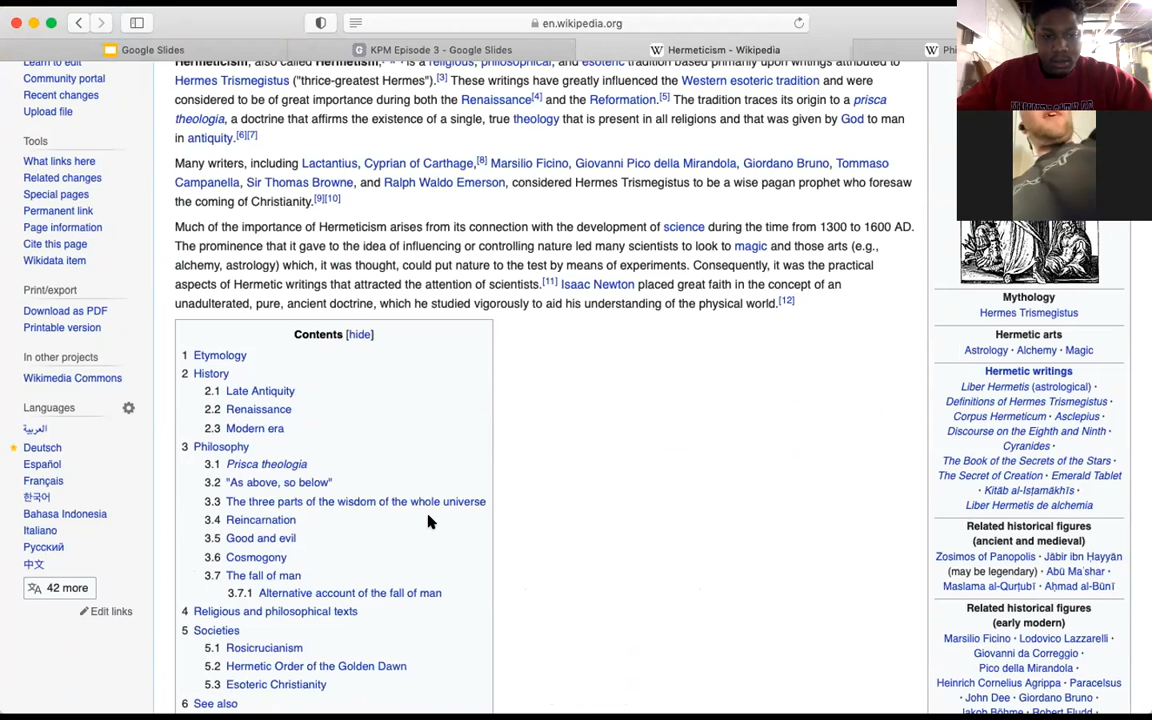 en.wikipedia.org
Google Slides
KPM Episode 3 - Google Slides
W Hermeticism - Wikipedia
W
Learn to edit
Community portal
Recent changes
Upload file
Tools
What links here
Related changes
Special pages
Permanent link
Page information
Cite this page
Wikidata item
Print/export
Download as PDF
Printable version
In other projects
Wikimedia Commons
Languages
العربية
Deutsch
Español
Français
한국어
Bahasa Indonesia
Italiano
Русский
中文
42 more
Edit links
Hermeticism, also called Hermetism, is a religious, philosophical, and esoteric tradition based primarily upon writings attributed to
Hermes Trismegistus ("thrice-greatest Hermes").[3] These writings have greatly influenced the Western esoteric tradition and were
considered to be of great importance during both the Renaissance[4] and the Reformation.[5] The tradition traces its origin to a prisca
theologia, a doctrine that affirms the existence of a single, true theology that is present in all religions and that was given by God to man
in antiquity.[6][7]
Many writers, including Lactantius, Cyprian of Carthage,[8] Marsilio Ficino, Giovanni Pico della Mirandola, Giordano Bruno, Tommaso
Campanella, Sir Thomas Browne, and Ralph Waldo Emerson, considered Hermes Trismegistus to be a wise pagan prophet who foresaw
the coming of Christianity.[9][10]
Much of the importance of Hermeticism arises from its connection with the development of science during the time from 1300 to 1600 AD.
The prominence that it gave to the idea of influencing or controlling nature led many scientists to look to magic and those arts (e.g.,
alchemy, astrology) which, it was thought, could put nature to the test by means of experiments. Consequently, it was the practical
aspects of Hermetic writings that attracted the attention of scientists.[11] Isaac Newton placed great faith in the concept of an
unadulterated, pure, ancient doctrine, which he studied vigorously to aid his understanding of the physical world.[12]
Contents [hide]
1 Etymology
2 History
2.1 Late Antiquity
2.2 Renaissance
2.3 Modern era
3 Philosophy
3.1 Prisca theologia
3.2 "As above, so below"
3.3 The three parts of the wisdom of the whole universe
3.4 Reincarnation
3.5 Good and evil
3.6 Cosmogony
3.7 The fall of man
3.7.1 Alternative account of the fall of man
4 Religious and philosophical texts
5 Societies
5.1 Rosicrucianism
5.2 Hermetic Order of the Golden Dawn
5.3 Esoteric Christianity
6 See also
Mythology
Hermes Trismegistus
Hermetic arts
Astrology · Alchemy · Magic
Hermetic writings
Liber Hermetis (astrological) ·
Definitions of Hermes Trismegistus ·
Corpus Hermeticum · Asclepius ·
Discourse on the Eighth and Ninth ·
Cyranides ·
The Book of the Secrets of the Stars ·
The Secret of Creation · Emerald Tablet
· Kitāb al-Isṭamākhīs ·
Liber Hermetis de alchemia
Related historical figures
(ancient and medieval)
Zosimos of Panopolis · Jābir ibn Ḥayyān
(may be legendary) · Abū Maʿshar ·
Maslama al-Qurṭubī · Aḥmad al-Būnī
Related historical figures
(early modern)
Marsilio Ficino · Lodovico Lazzarelli ·
Giovanni da Correggio ·
Pico della Mirandola ·
Heinrich Cornelius Agrippa · Paracelsus
· John Dee · Giordano Bruno ·
Jakob Böhme · Robert Fludd ·